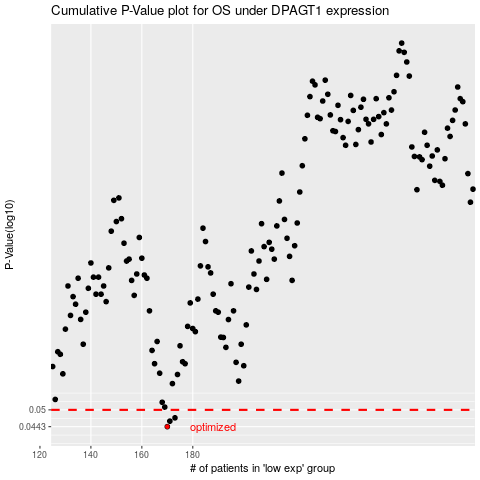 Cumulative P-Value plot for OS under DPAGT1 expression
P-Value(log10)
0.05
0.0443
optimized
120 140 160 180
# of patients in 'low exp' group